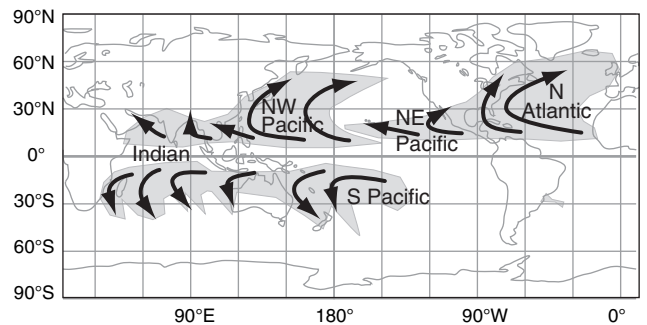 90°N
60°N
30°N
0°
30°S
60°S
90°S
NW
Pacific
NE
Pacific
N
Atlantic
Indian
S Pacific
90°E
180°
90°W
0°